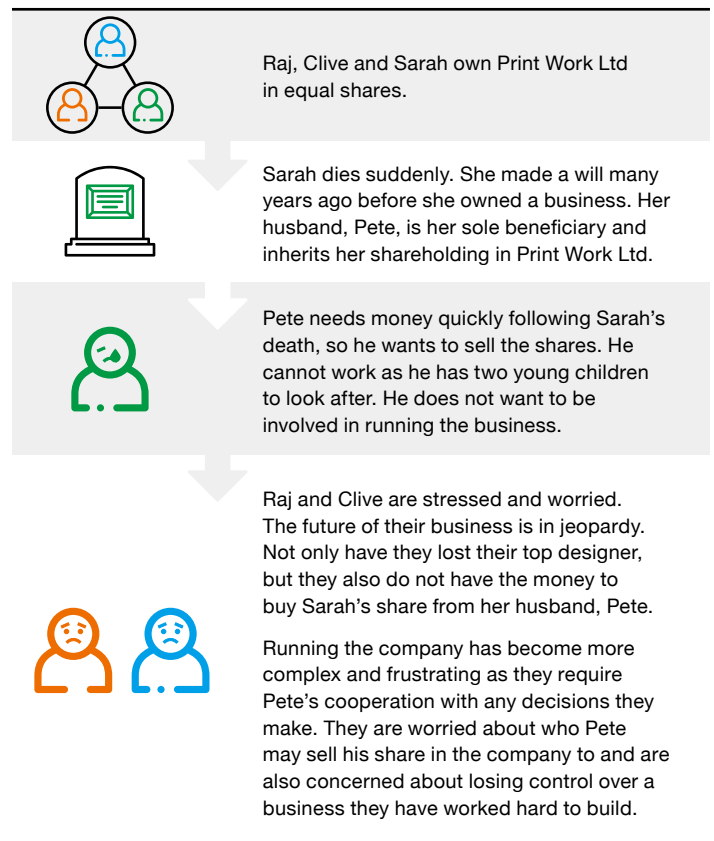 Raj, Clive and Sarah own Print Work Ltd
in equal shares.
Sarah dies suddenly. She made a will many
years ago before she owned a business. Her
husband, Pete, is her sole beneficiary and
inherits her shareholding in Print Work Ltd.
Pete needs money quickly following Sarah’s
death, so he wants to sell the shares. He
cannot work as he has two young children
to look after. He does not want to be
involved in running the business.
Raj and Clive are stressed and worried.
The future of their business is in jeopardy.
Not only have they lost their top designer,
but they also do not have the money to
buy Sarah’s share from her husband, Pete.
Running the company has become more
complex and frustrating as they require
Pete’s cooperation with any decisions they
make. They are worried about who Pete
may sell his share in the company to and are
also concerned about losing control over a
business they have worked hard to build.